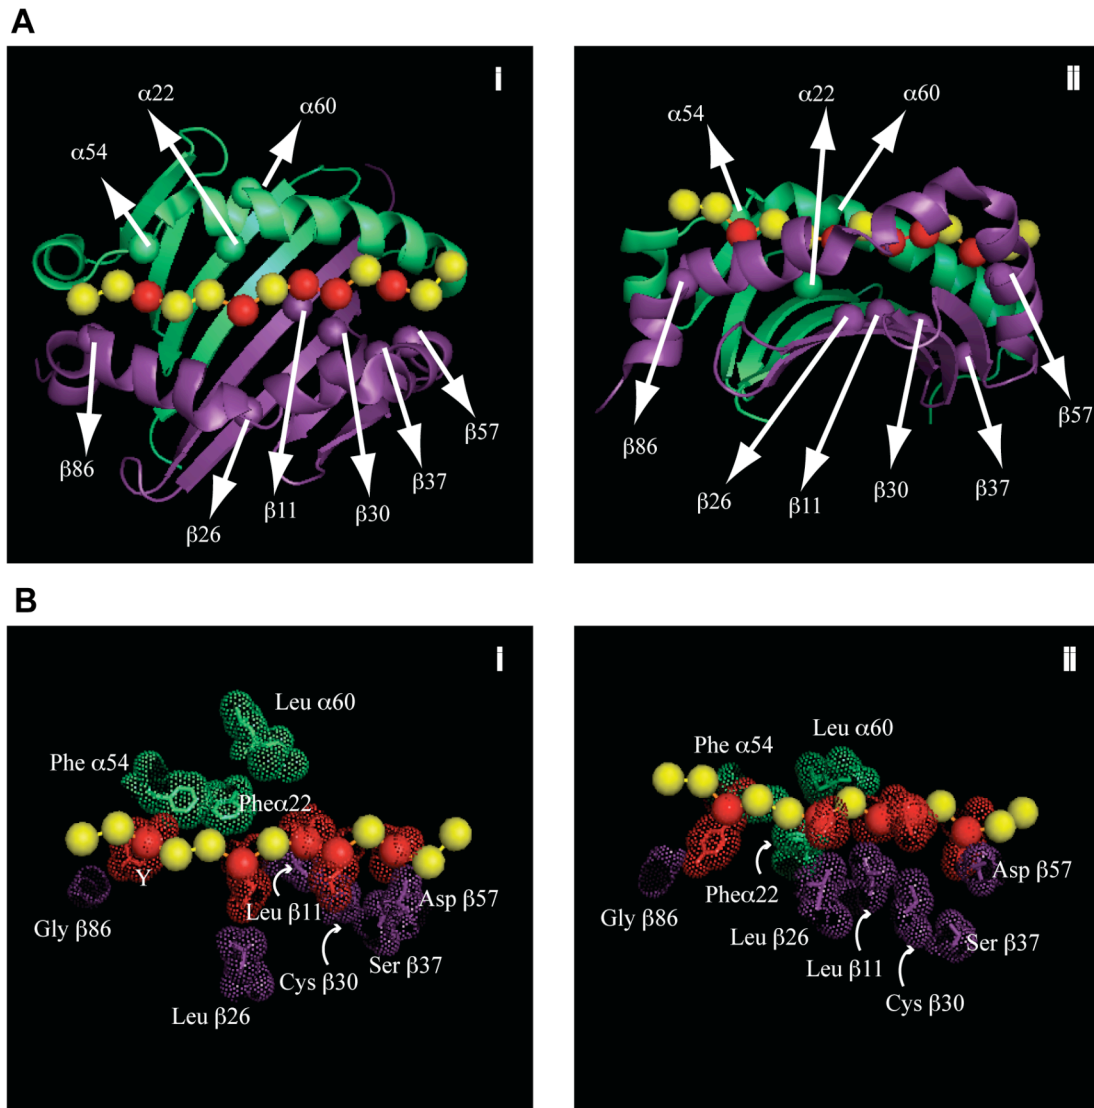 A
i
α22
α60
α54
β86
β26
β11
β30
β37
β57
ii
α54
α22
α60
β86
β26
β11
β30
β37
β57
B
i
Leu α60
Phe α54
Pheα22
Y
Gly β86
Leu β11
Asp β57
Ser β37
Cys β30
Leu β26
ii
Leu α60
Phe α54
Asp β57
Gly β86
Pheα22
Leu β26
Ser β37
Leu β11
Cys β30